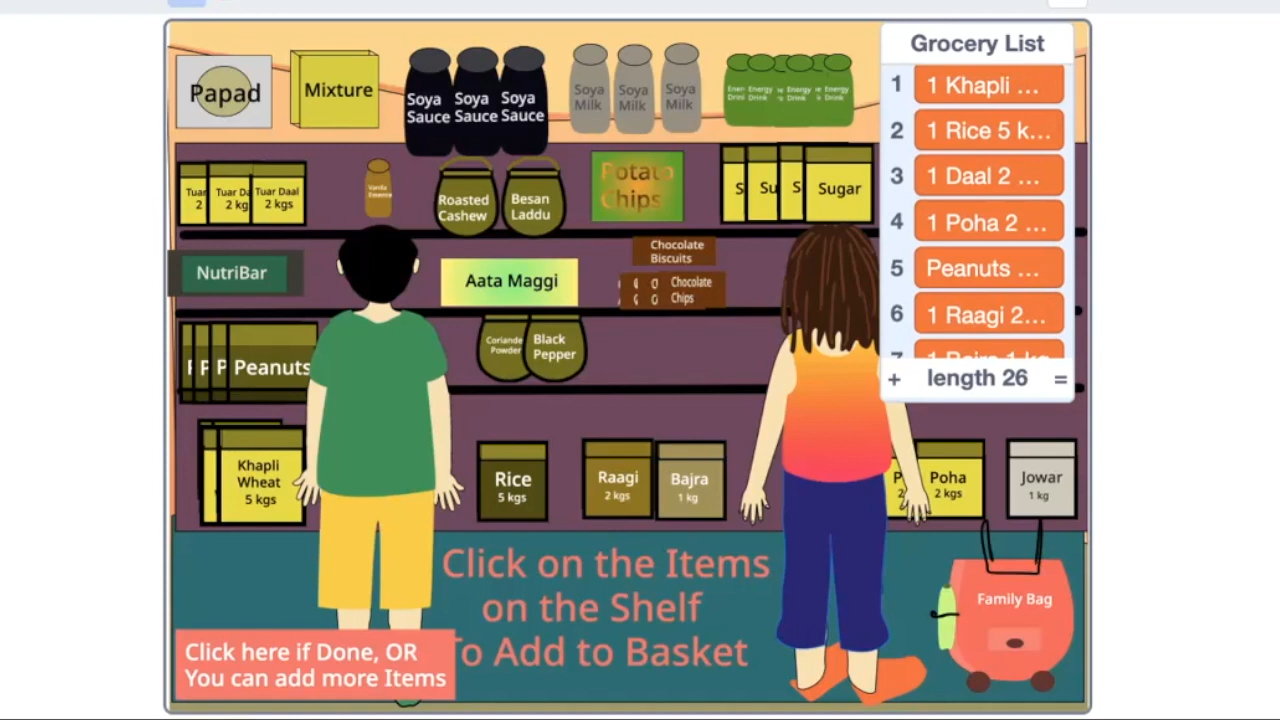 Grocery List
1 1 Khapli ...
2 1 Rice 5 k...
3 1 Daal 2 ...
4 1 Poha 2 ...
5 Peanuts ...
6 1 Raagi 2...
+ length 26 =
Papad
Mixture
Soya
Sauce
Soya
Sauce
Soya
Sauce
Soya
Milk
Soya
Milk
Soya
Milk
Energy
Drink
Energy
Drink
Tuar Daal
2 kgs
Vanila
Essence
Roasted
Cashew
Besan
Laddu
Potato
Chips
S
Su
S
Sugar
NutriBar
Aata Maggi
Chocolate
Biscuits
Chocolate
Chips
P P Peanuts
Coriander
Powder
Black
Pepper
Khapli
Wheat
5 kgs
Rice
5 kgs
Raagi
2 kgs
Bajra
1 kg
P
2
Poha
2 kgs
Jowar
1 kg
Click on the Items
on the Shelf
To Add to Basket
Family Bag
Click here if Done, OR
You can add more Items